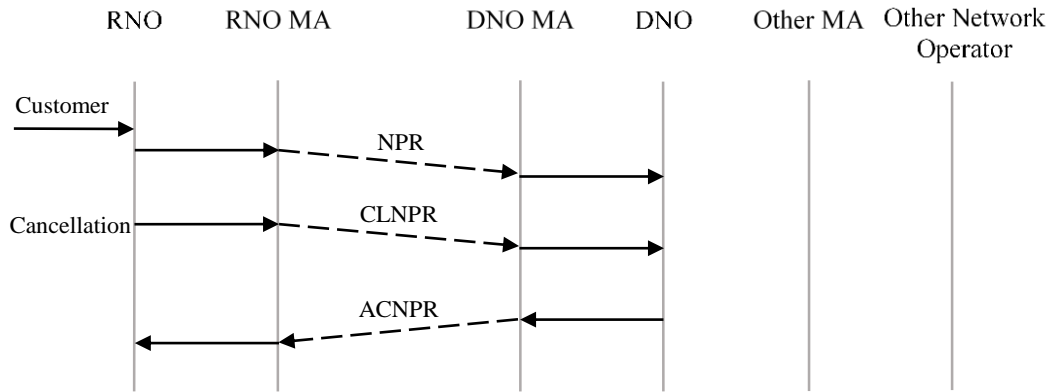 RNO
RNO MA
DNO MA
DNO
Other MA
Other Network
Operator
Customer
NPR
Cancellation
CLNPR
ACNPR